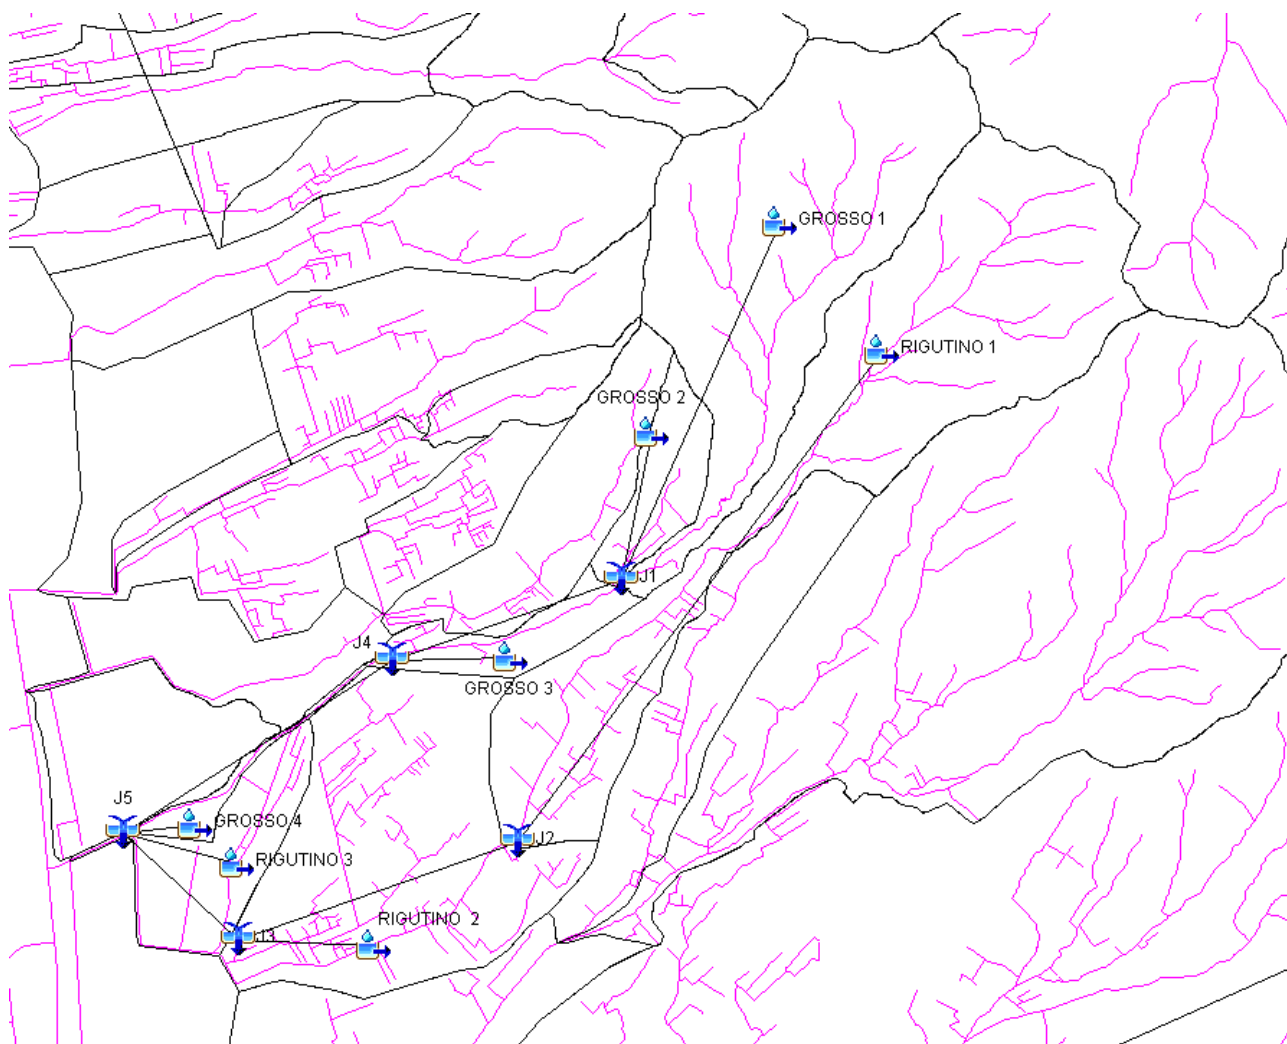 GROSSO 1
RIGUTINO 1
GROSSO 2
J1
J4
GROSSO 3
J5
GROSSO 4
J2
RIGUTINO 3
RIGUTINO 2
J3